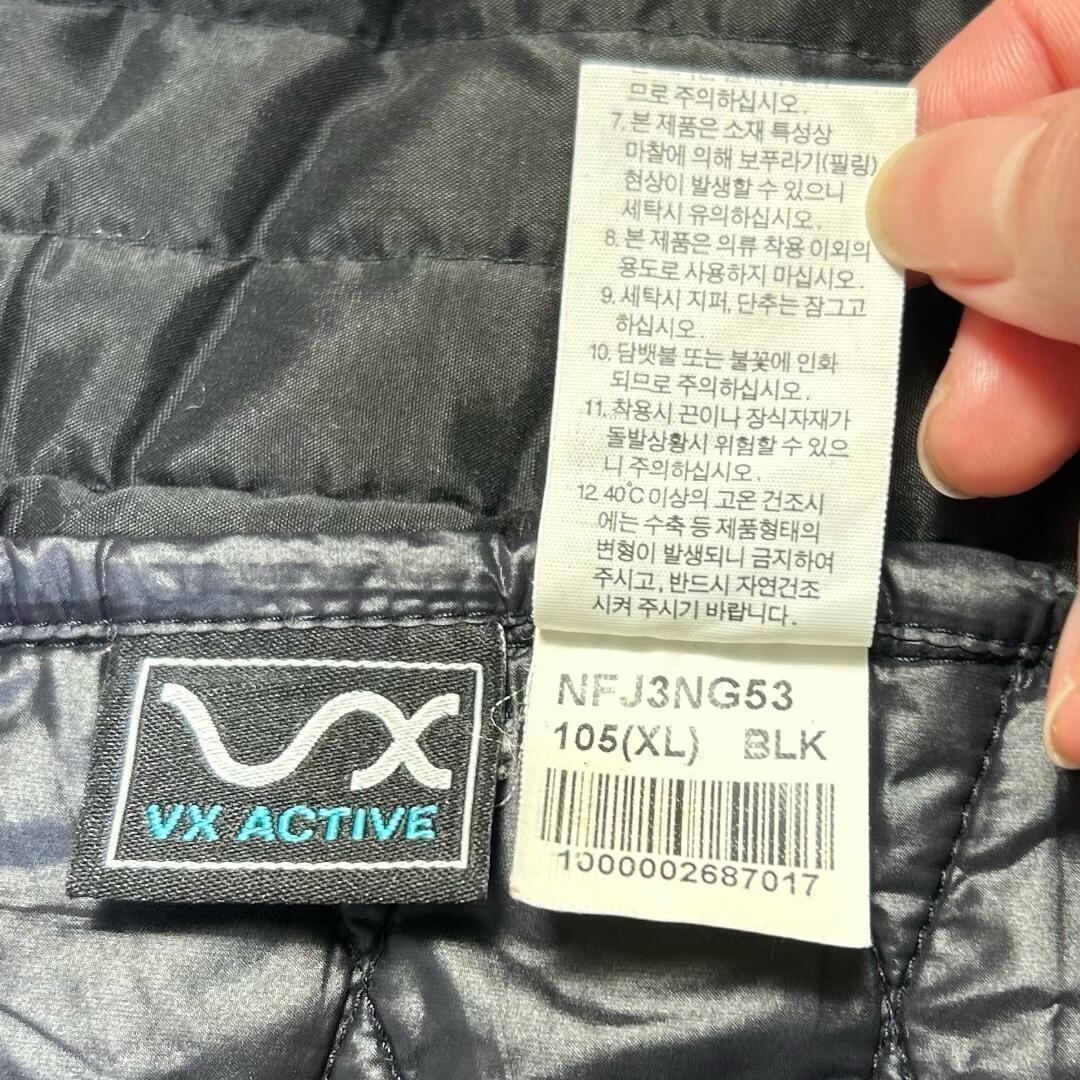 므로 주의하십시오.
7. 본 제품은 소재 특성상
마찰에 의해 보푸라기(필링)
현상이 발생할 수 있으니
세탁시 유의하십시오.
8. 본 제품은 의류 착용 이외의
용도로 사용하지 마십시오.
9. 세탁시 지퍼, 단추는 잠그고
하십시오.
10. 담뱃불 또는 불꽃에 인화
되므로 주의하십시오.
11. 착용시 끈이나 장식자재가
돌발상황시 위험할 수 있으
니 주의하십시오.
12. 40℃ 이상의 고온 건조시
에는 수축 등 제품형태의
변형이 발생되니 금지하여
주시고, 반드시 자연건조
시켜 주시기 바랍니다.
NFJ3NG53
105(XL) BLK
1000002687017
VX
VX ACTIVE